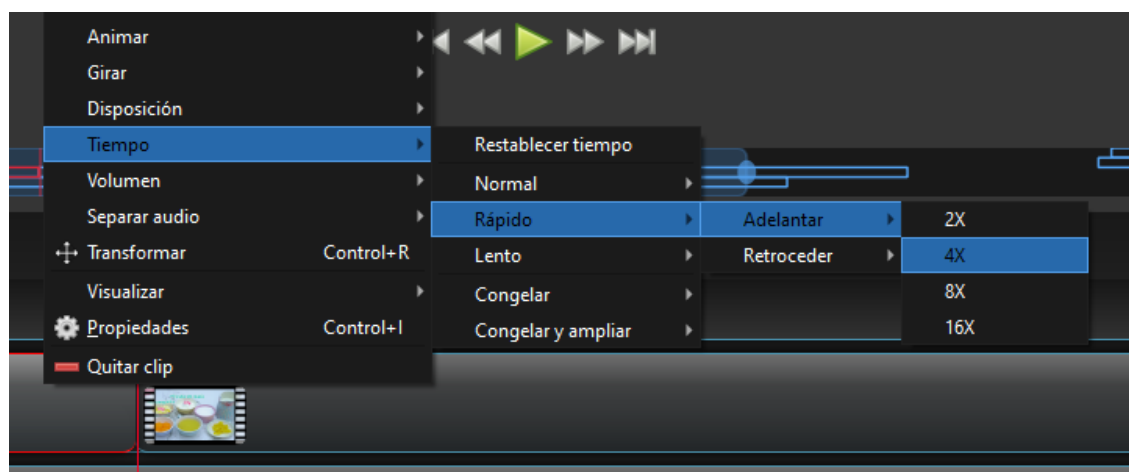 Animar
Girar
Disposición
Tiempo
Volumen
Separar audio
Transformar Control+R
Visualizar
Propiedades Control+I
Quitar clip
Restablecer tiempo
Normal
Rápido
Lento
Congelar
Congelar y ampliar
Adelantar
Retroceder
2X
4X
8X
16X